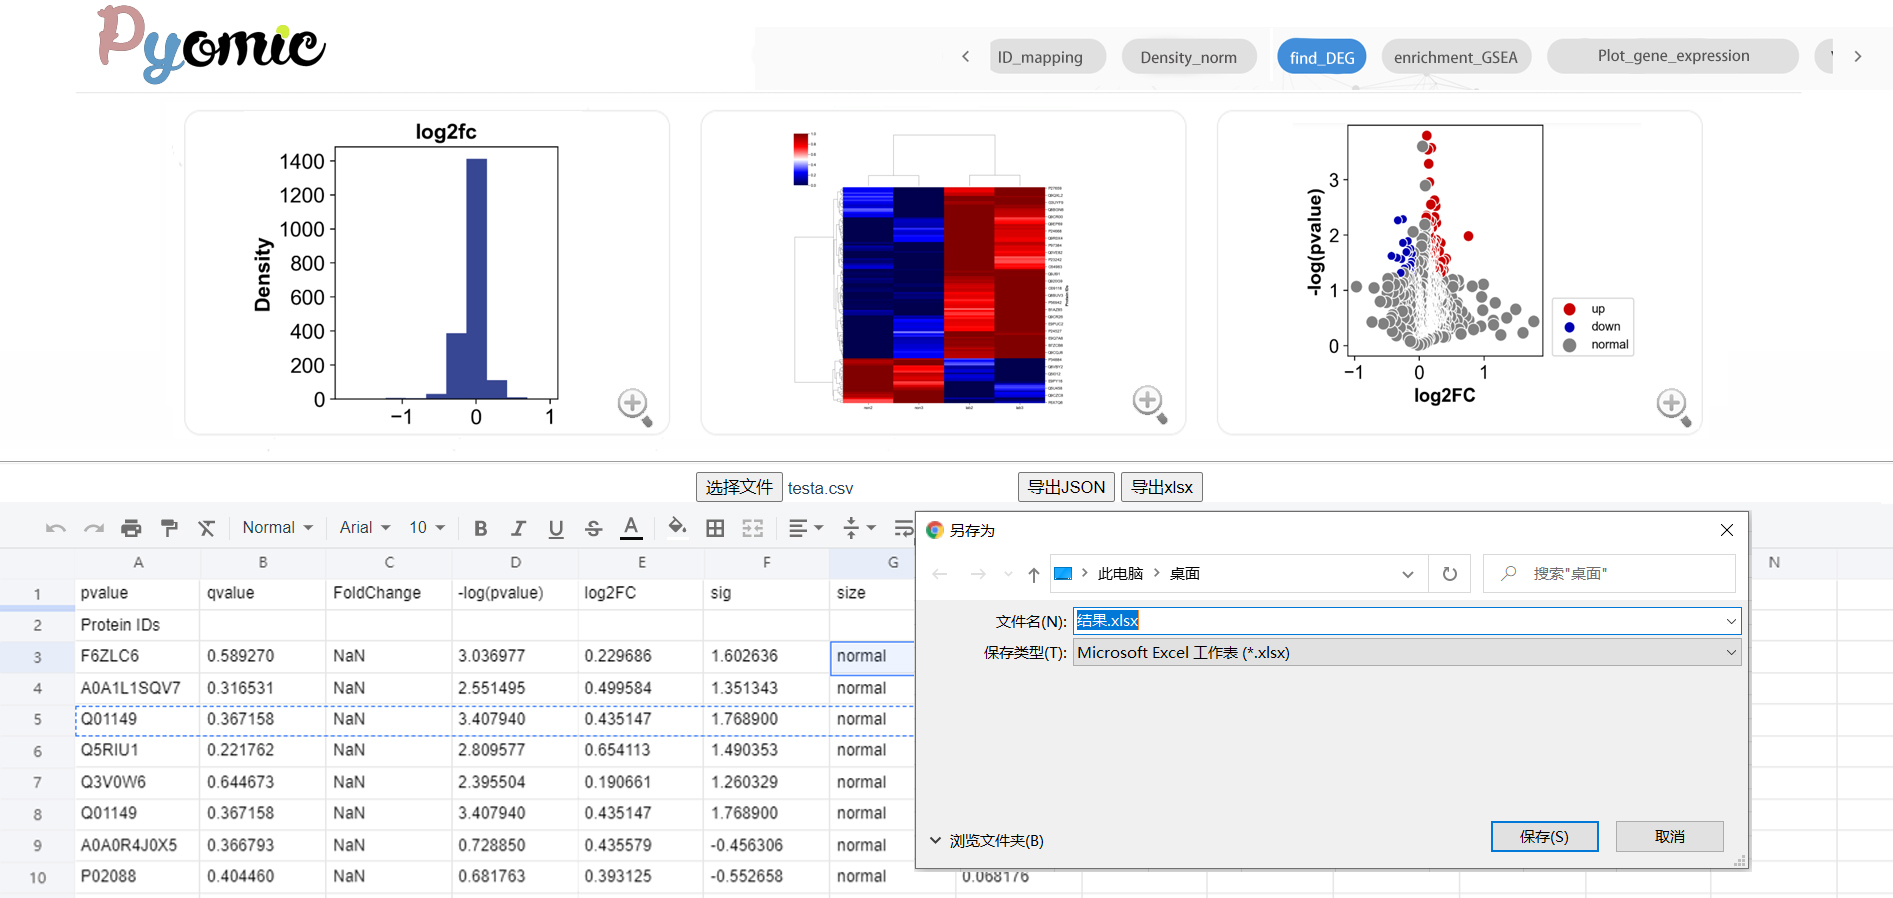 Pyomic
ID_mapping
Density_norm
find_DEG
enrichment_GSEA
Plot_gene_expression
log2fc
Density
1400
1200
1000
800
600
400
200
0
−1 0 1
-log(pvalue)
3
2
1
0
−1 0 1
log2FC
up
down
normal
选择文件 testa.csv 导出JSON 导出xlsx
Normal Arial 10 B I U S A
A B C D E F G N
1 pvalue qvalue FoldChange -log(pvalue) log2FC sig size
2 Protein IDs
3 F6ZLC6 0.589270 NaN 3.036977 0.229686 1.602636 normal
4 A0A1L1SQV7 0.316531 NaN 2.551495 0.499584 1.351343 normal
5 Q01149 0.367158 NaN 3.407940 0.435147 1.768900 normal
6 Q5RIU1 0.221762 NaN 2.809577 0.654113 1.490353 normal
7 Q3V0W6 0.644673 NaN 2.395504 0.190661 1.260329 normal
8 Q01149 0.367158 NaN 3.407940 0.435147 1.768900 normal
9 A0A0R4J0X5 0.366793 NaN 0.728850 0.435579 -0.456306 normal
10 P02088 0.404460 NaN 0.681763 0.393125 -0.552658 normal 0.068176
另存为
此电脑 桌面
搜索"桌面"
文件名(N): 结果.xlsx
保存类型(T): Microsoft Excel 工作表 (*.xlsx)
浏览文件夹(B)
保存(S)
取消